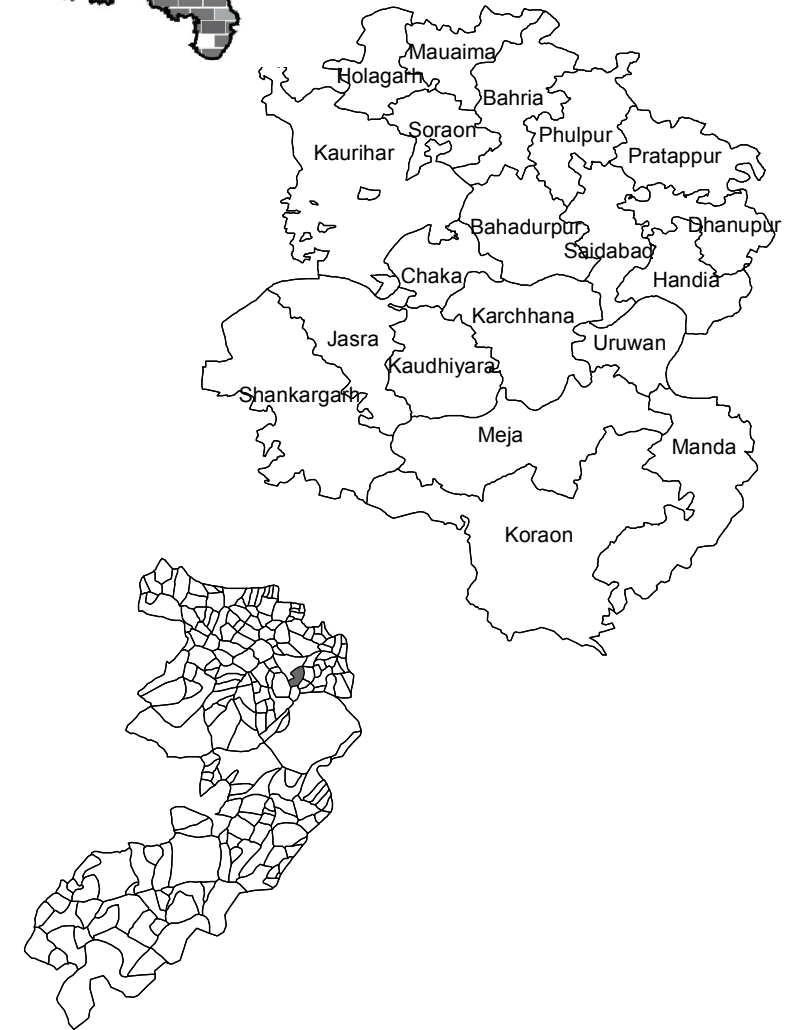 Mauaima
Holagarh
Bahria
Soraon
Phulpur
Kaurihar
Pratappur
Bahadurpur
Dhanupur
Saidabad
Chaka
Handia
Karchhana
Jasra
Uruwan
Kaudhiyara
Shankargarh
Meja
Manda
Koraon